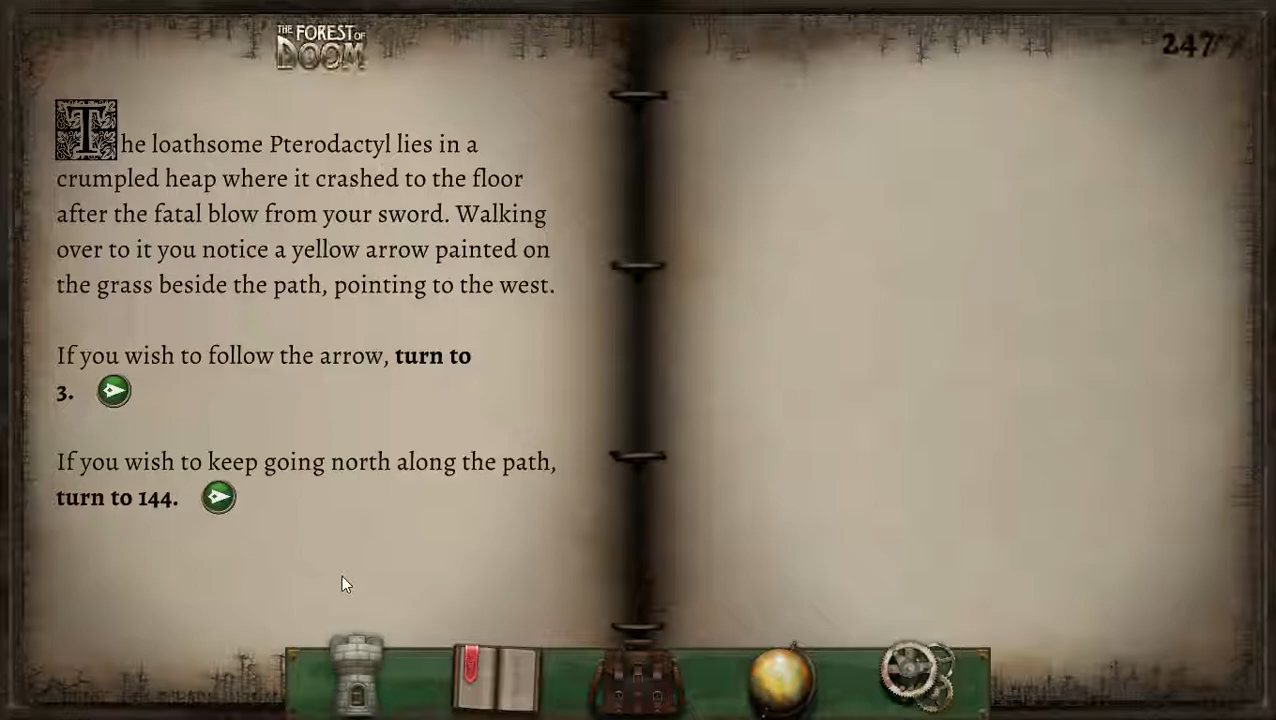 THE FOREST OF
DOOM
247
The loathsome Pterodactyl lies in a
crumpled heap where it crashed to the floor
after the fatal blow from your sword. Walking
over to it you notice a yellow arrow painted on
the grass beside the path, pointing to the west.
If you wish to follow the arrow, turn to
3.
If you wish to keep going north along the path,
turn to 144.